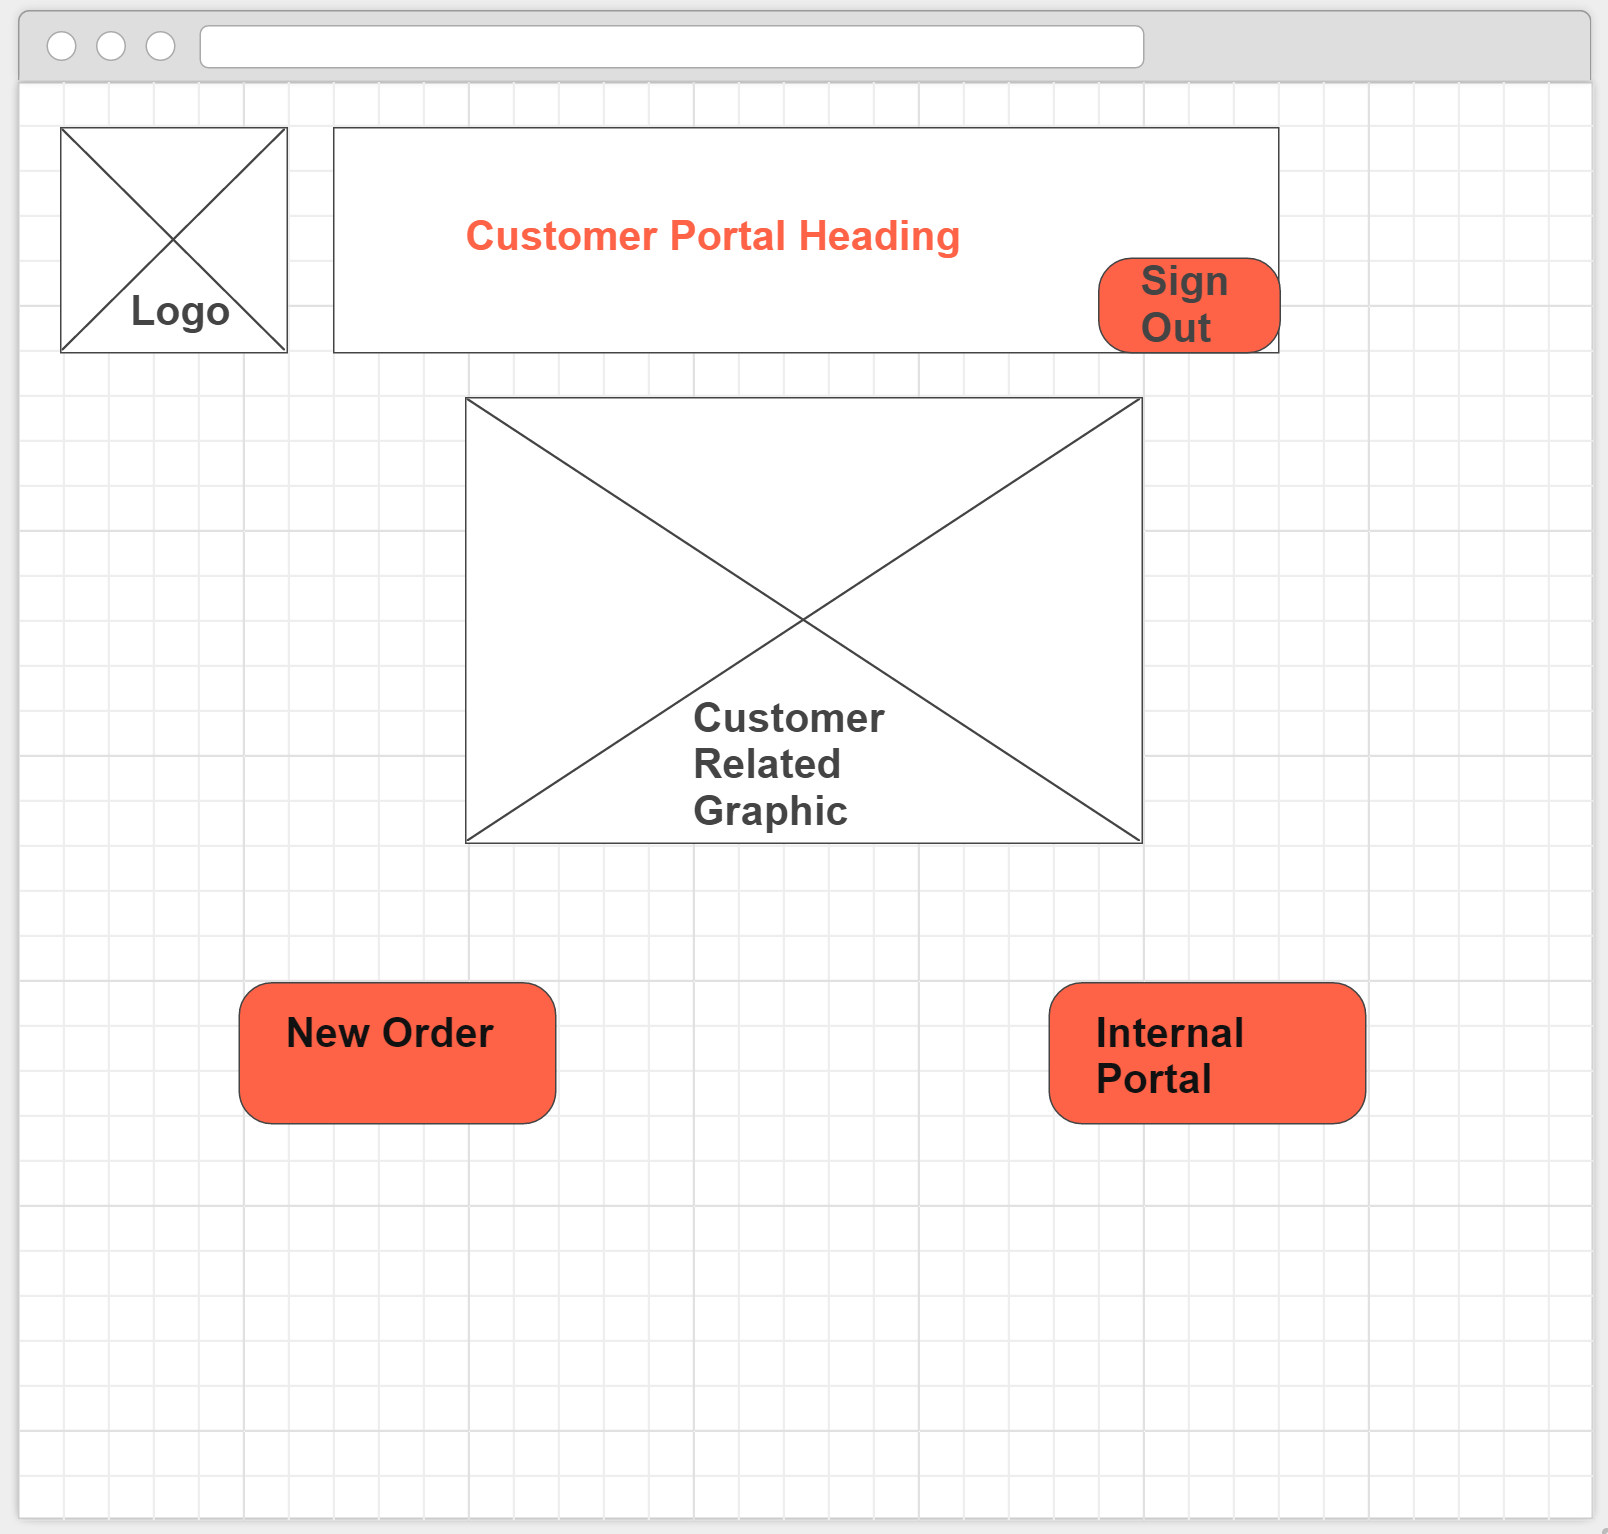 Customer Portal Heading
Sign
Out
Logo
Customer
Related
Graphic
New Order
Internal
Portal